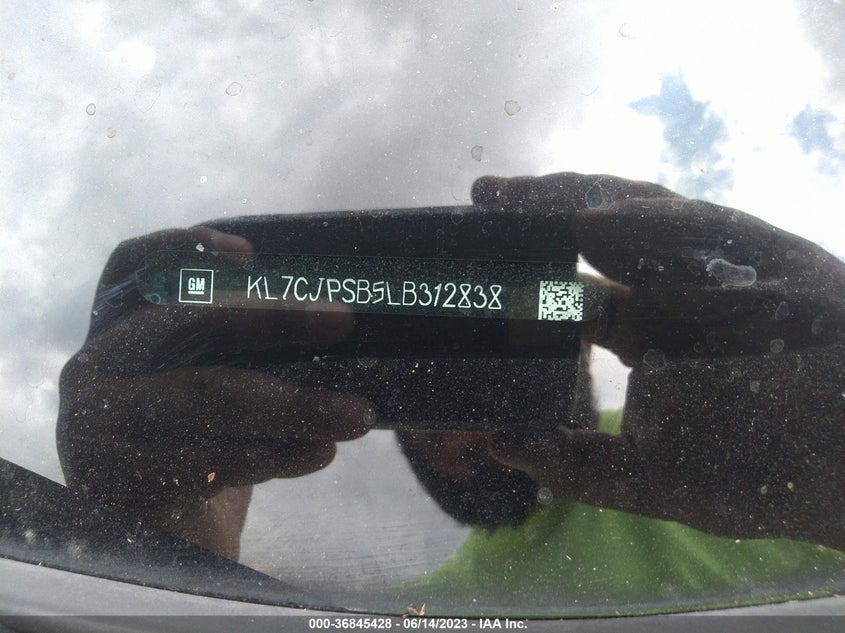 GM KL7CJPSB5LB312838
000-36845428 - 06/14/2023 - IAA Inc.